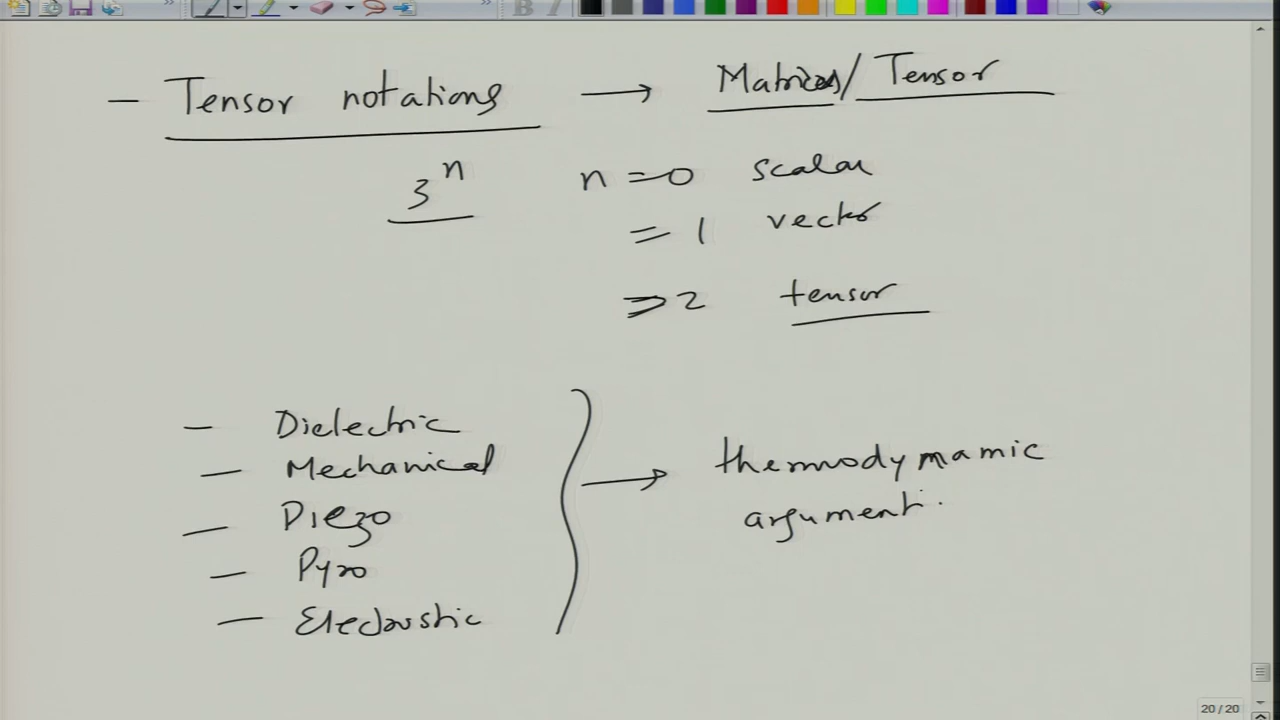 – Tensor notations → Matrices / Tensor
3^n n = 0 scalar
= 1 vector
⩾ 2 tensor
– Dielectric
– Mechanical
– Piezo
– Pyro
→ thermodynamic
argument.
20 / 20